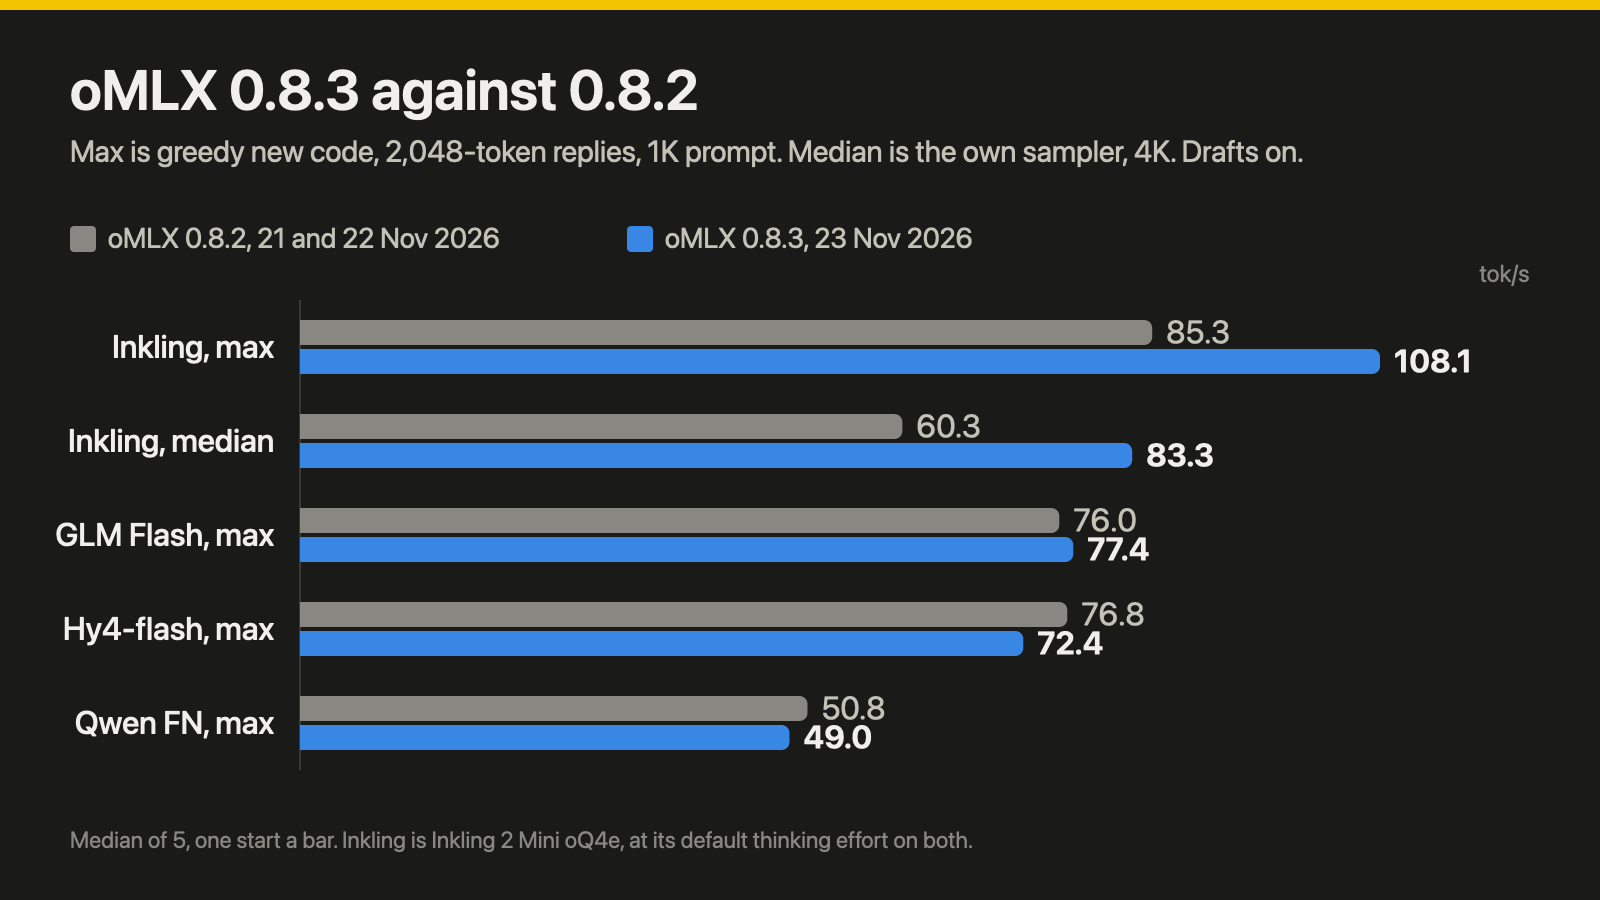 oMLX 0.8.3 against 0.8.2
Max is greedy new code, 2,048-token replies, 1K prompt. Median is the own sampler, 4K. Drafts on.
oMLX 0.8.2, 21 and 22 Nov 2026
oMLX 0.8.3, 23 Nov 2026
tok/s
Inkling, max
85.3
108.1
Inkling, median
60.3
83.3
GLM Flash, max
76.0
77.4
Hy4-flash, max
76.8
72.4
Qwen FN, max
50.8
49.0
Median of 5, one start a bar. Inkling is Inkling 2 Mini oQ4e, at its default thinking effort on both.